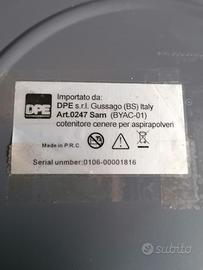 Importato da:
DPE
DPE s.r.l. Gussago (BS) Italy
Art.0247 Sam (BYAC-01)
cotenitore cenere per aspirapolveri
Made in P.R.C.
Serial unmber:0106-00001816
subito